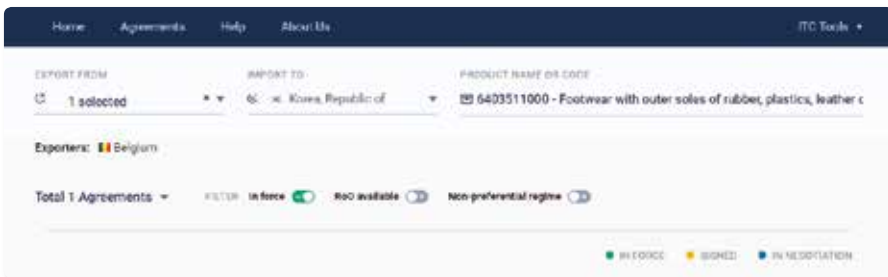 Home Agreements Help About Us ITC Tools
EXPORT FROM IMPORT TO PRODUCT NAME OR CODE
1 selected Korea, Republic of 6403511000 - Footwear with outer soles of rubber, plastics, leather c
Exporters: Belgium
Total 1 Agreements FILTER In force RoO available Non-preferential regime
IN FORCE SIGNED IN NEGOTIATION